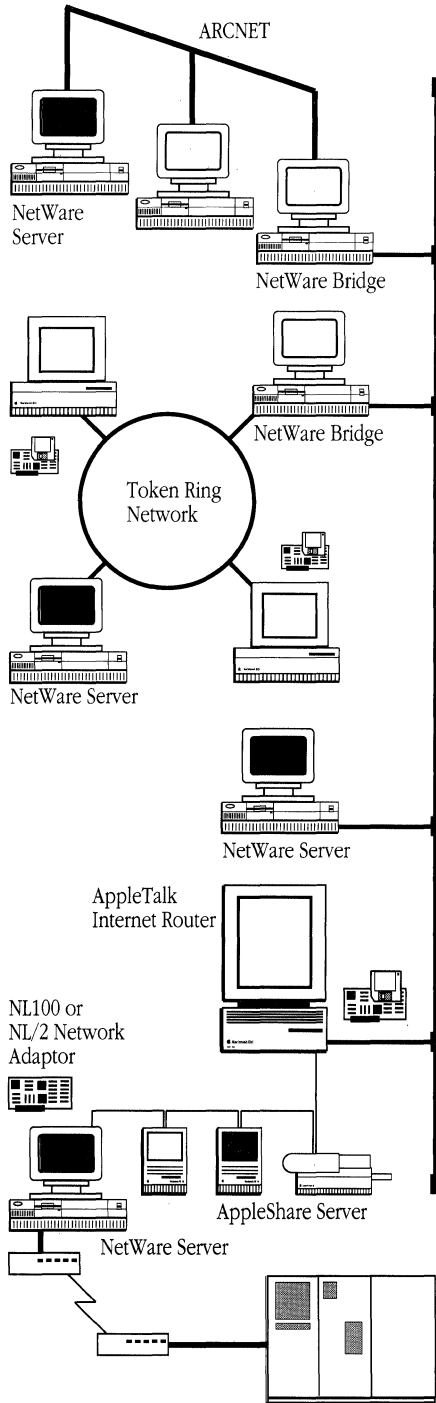 ARCNET
NetWare
Server
NetWare Bridge
NetWare Bridge
Token Ring
Network
NetWare Server
NetWare Server
AppleTalk
Internet Router
NL100 or
NL/2 Network
Adaptor
AppleShare Server
NetWare Server